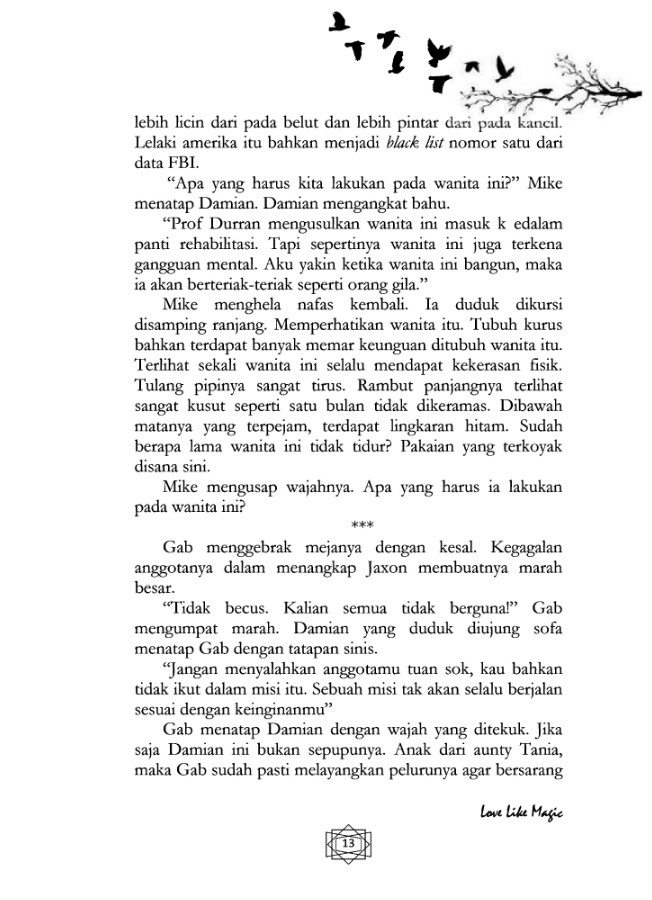 lebih licin dari pada belut dan lebih pintar dari pada kancil.
Lelaki amerika itu bahkan menjadi black list nomor satu dari
data FBI.
“Apa yang harus kita lakukan pada wanita ini?” Mike
menatap Damian. Damian mengangkat bahu.
“Prof Durran mengusulkan wanita ini masuk k edalam
panti rehabilitasi. Tapi sepertinya wanita ini juga terkena
gangguan mental. Aku yakin ketika wanita ini bangun, maka
ia akan berteriak-teriak seperti orang gila.”
Mike menghela nafas kembali. Ia duduk dikursi
disamping ranjang. Memperhatikan wanita itu. Tubuh kurus
bahkan terdapat banyak memar keunguan ditubuh wanita itu.
Terlihat sekali wanita ini selalu mendapat kekerasan fisik.
Tulang pipinya sangat tirus. Rambut panjangnya terlihat
sangat kusut seperti satu bulan tidak dikeramas. Dibawah
matanya yang terpejam, terdapat lingkaran hitam. Sudah
berapa lama wanita ini tidak tidur? Pakaian yang terkoyak
disana sini.
Mike mengusap wajahnya. Apa yang harus ia lakukan
pada wanita ini?
***
Gab menggebrak mejanya dengan kesal. Kegagalan
anggotanya dalam menangkap Jaxon membuatnya marah
besar.
“Tidak becus. Kalian semua tidak berguna!” Gab
mengumpat marah. Damian yang duduk diujung sofa
menatap Gab dengan tatapan sinis.
“Jangan menyalahkan anggotamu tuan sok, kau bahkan
tidak ikut dalam misi itu. Sebuah misi tak akan selalu berjalan
sesuai dengan keinginanmu”
Gab menatap Damian dengan wajah yang ditekuk. Jika
saja Damian ini bukan sepupunya. Anak dari aunty Tania,
maka Gab sudah pasti melayangkan pelurunya agar bersarang
Love Like Magic
13